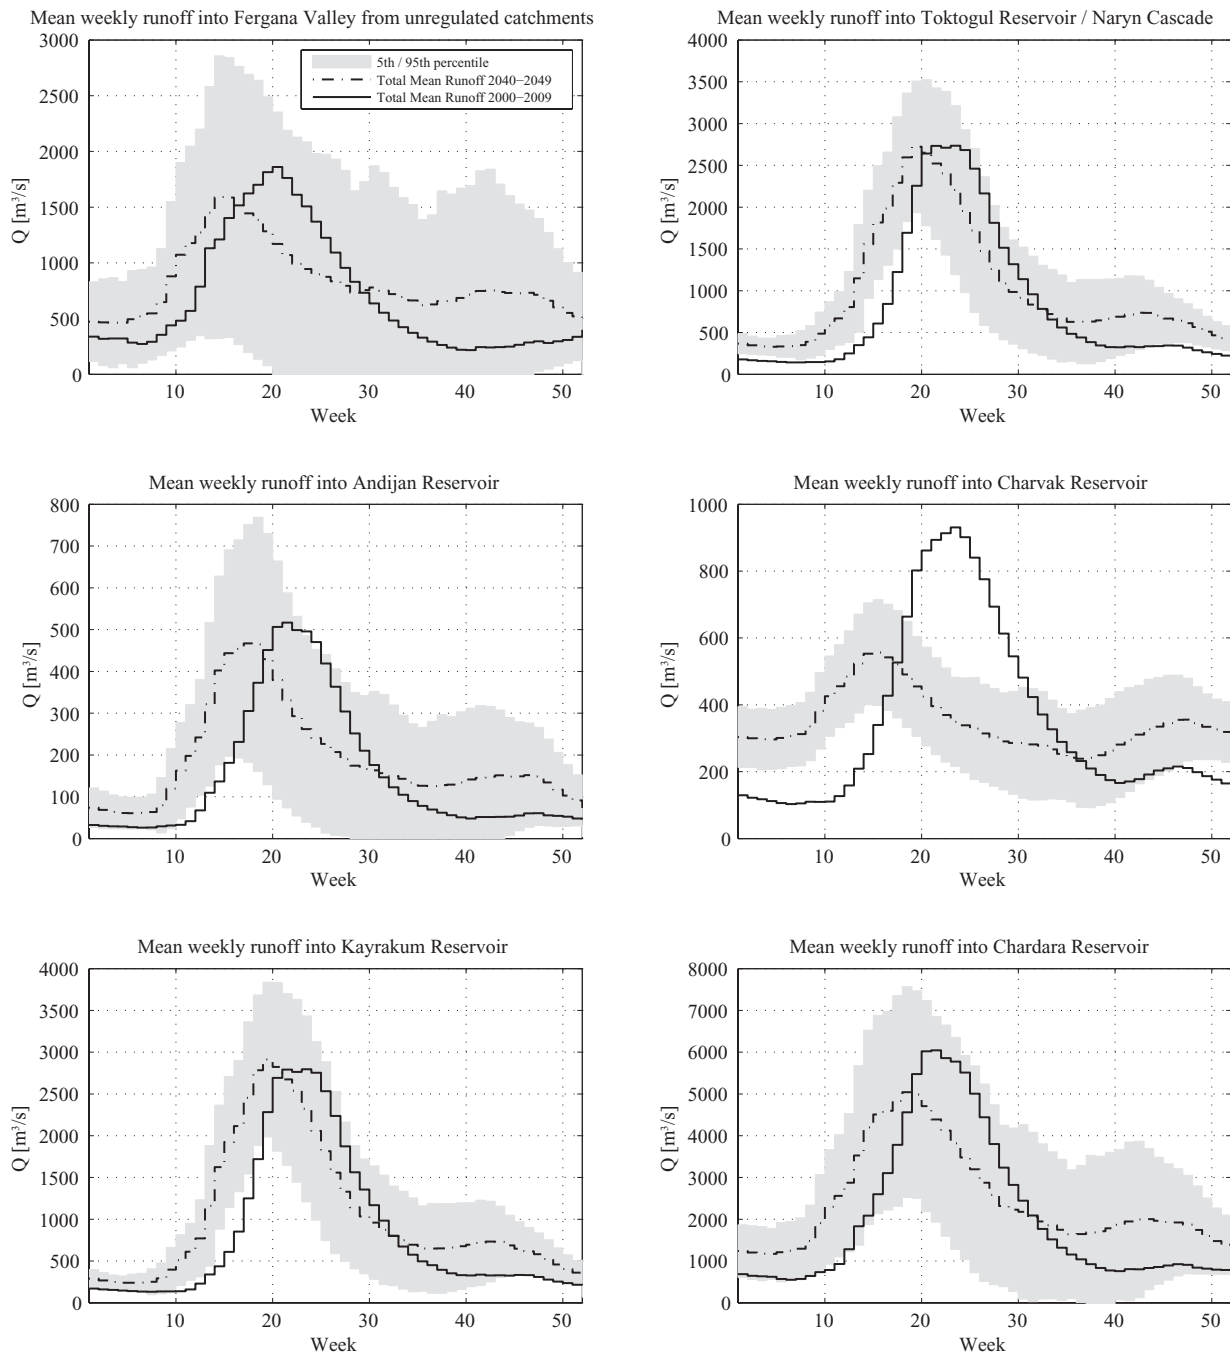 Mean weekly runoff into Fergana Valley from unregulated catchments
3000
2500
2000
1500
1000
500
0
Q [m³/s]
5th / 95th percentile
Total Mean Runoff 2040−2049
Total Mean Runoff 2000−2009
10 20 30 40 50
Week
Mean weekly runoff into Toktogul Reservoir / Naryn Cascade
4000
3500
3000
2500
2000
1500
1000
500
0
Q [m³/s]
10 20 30 40 50
Week
Mean weekly runoff into Andijan Reservoir
800
700
600
500
400
300
200
100
0
Q [m³/s]
10 20 30 40 50
Week
Mean weekly runoff into Charvak Reservoir
1000
800
600
400
200
0
Q [m³/s]
10 20 30 40 50
Week
Mean weekly runoff into Kayrakum Reservoir
4000
3500
3000
2500
2000
1500
1000
500
0
Q [m³/s]
10 20 30 40 50
Week
Mean weekly runoff into Chardara Reservoir
8000
7000
6000
5000
4000
3000
2000
1000
0
Q [m³/s]
10 20 30 40 50
Week